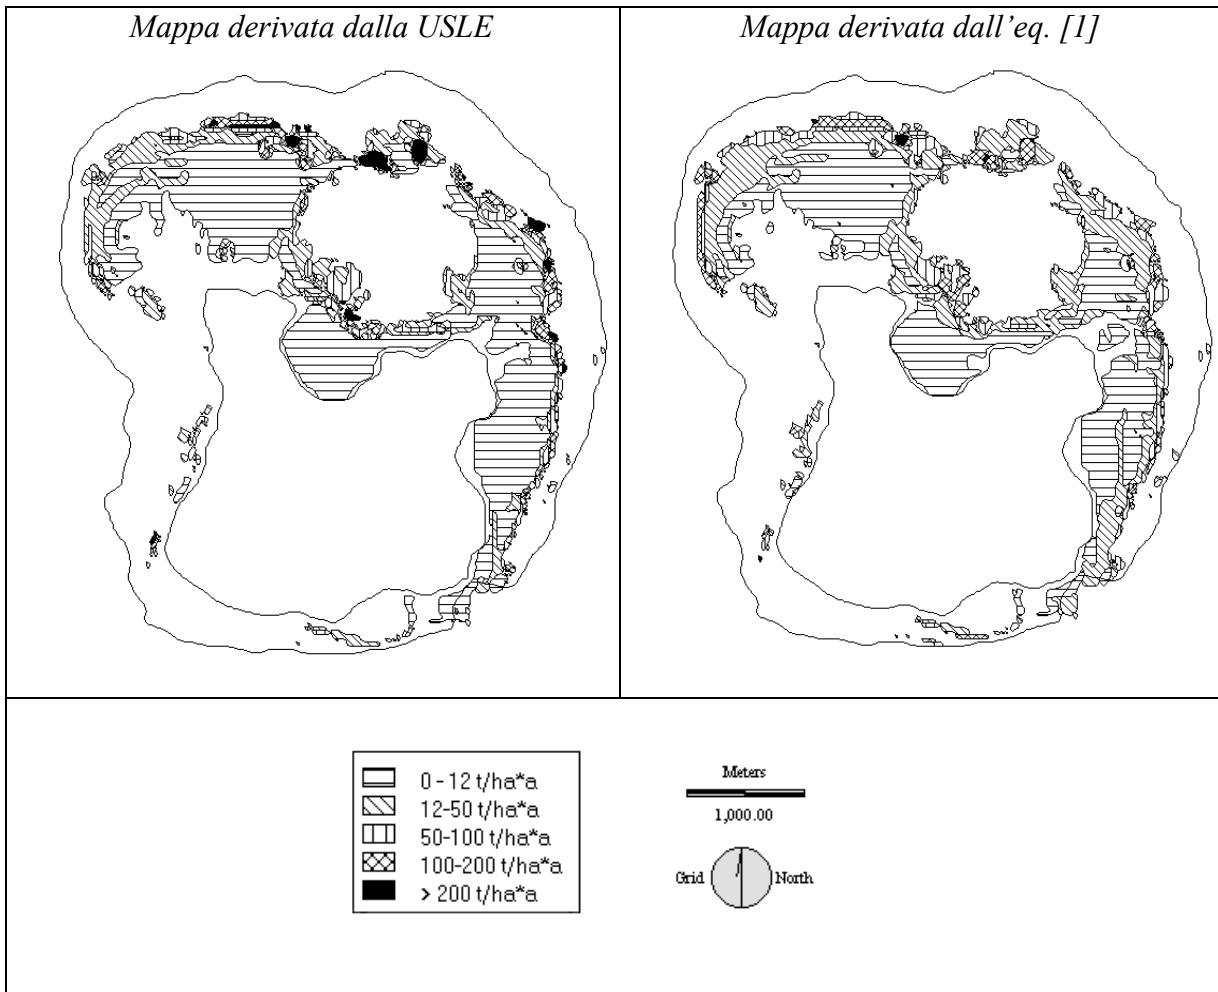 Mappa derivata dalla USLE
Mappa derivata dall’eq. [1]
0-12 t/ha*a
12-50 t/ha*a
50-100 t/ha*a
100-200 t/ha*a
> 200 t/ha*a
Meters
1,000.00
Grid North